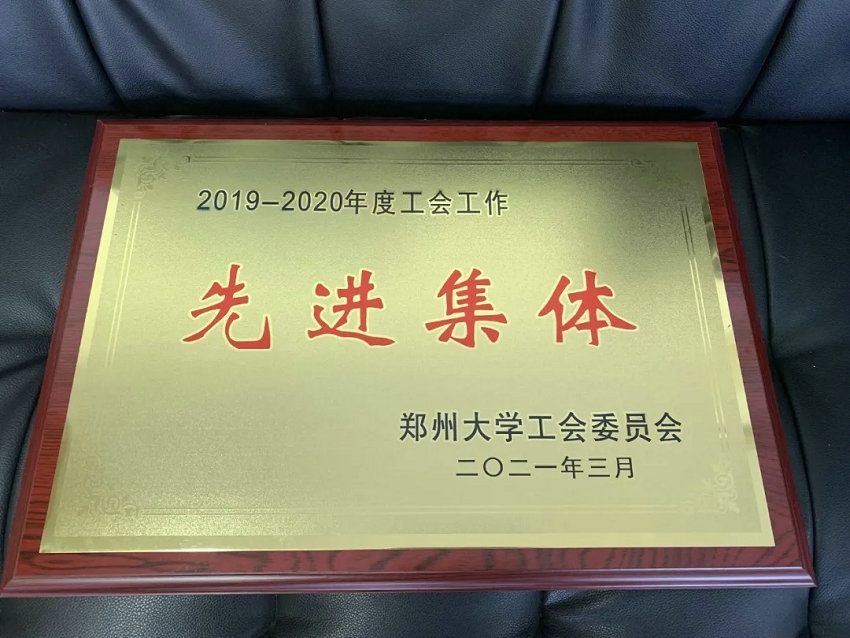 2019—2020年度工会工作
先进集体
郑州大学工会委员会
二〇二一年三月